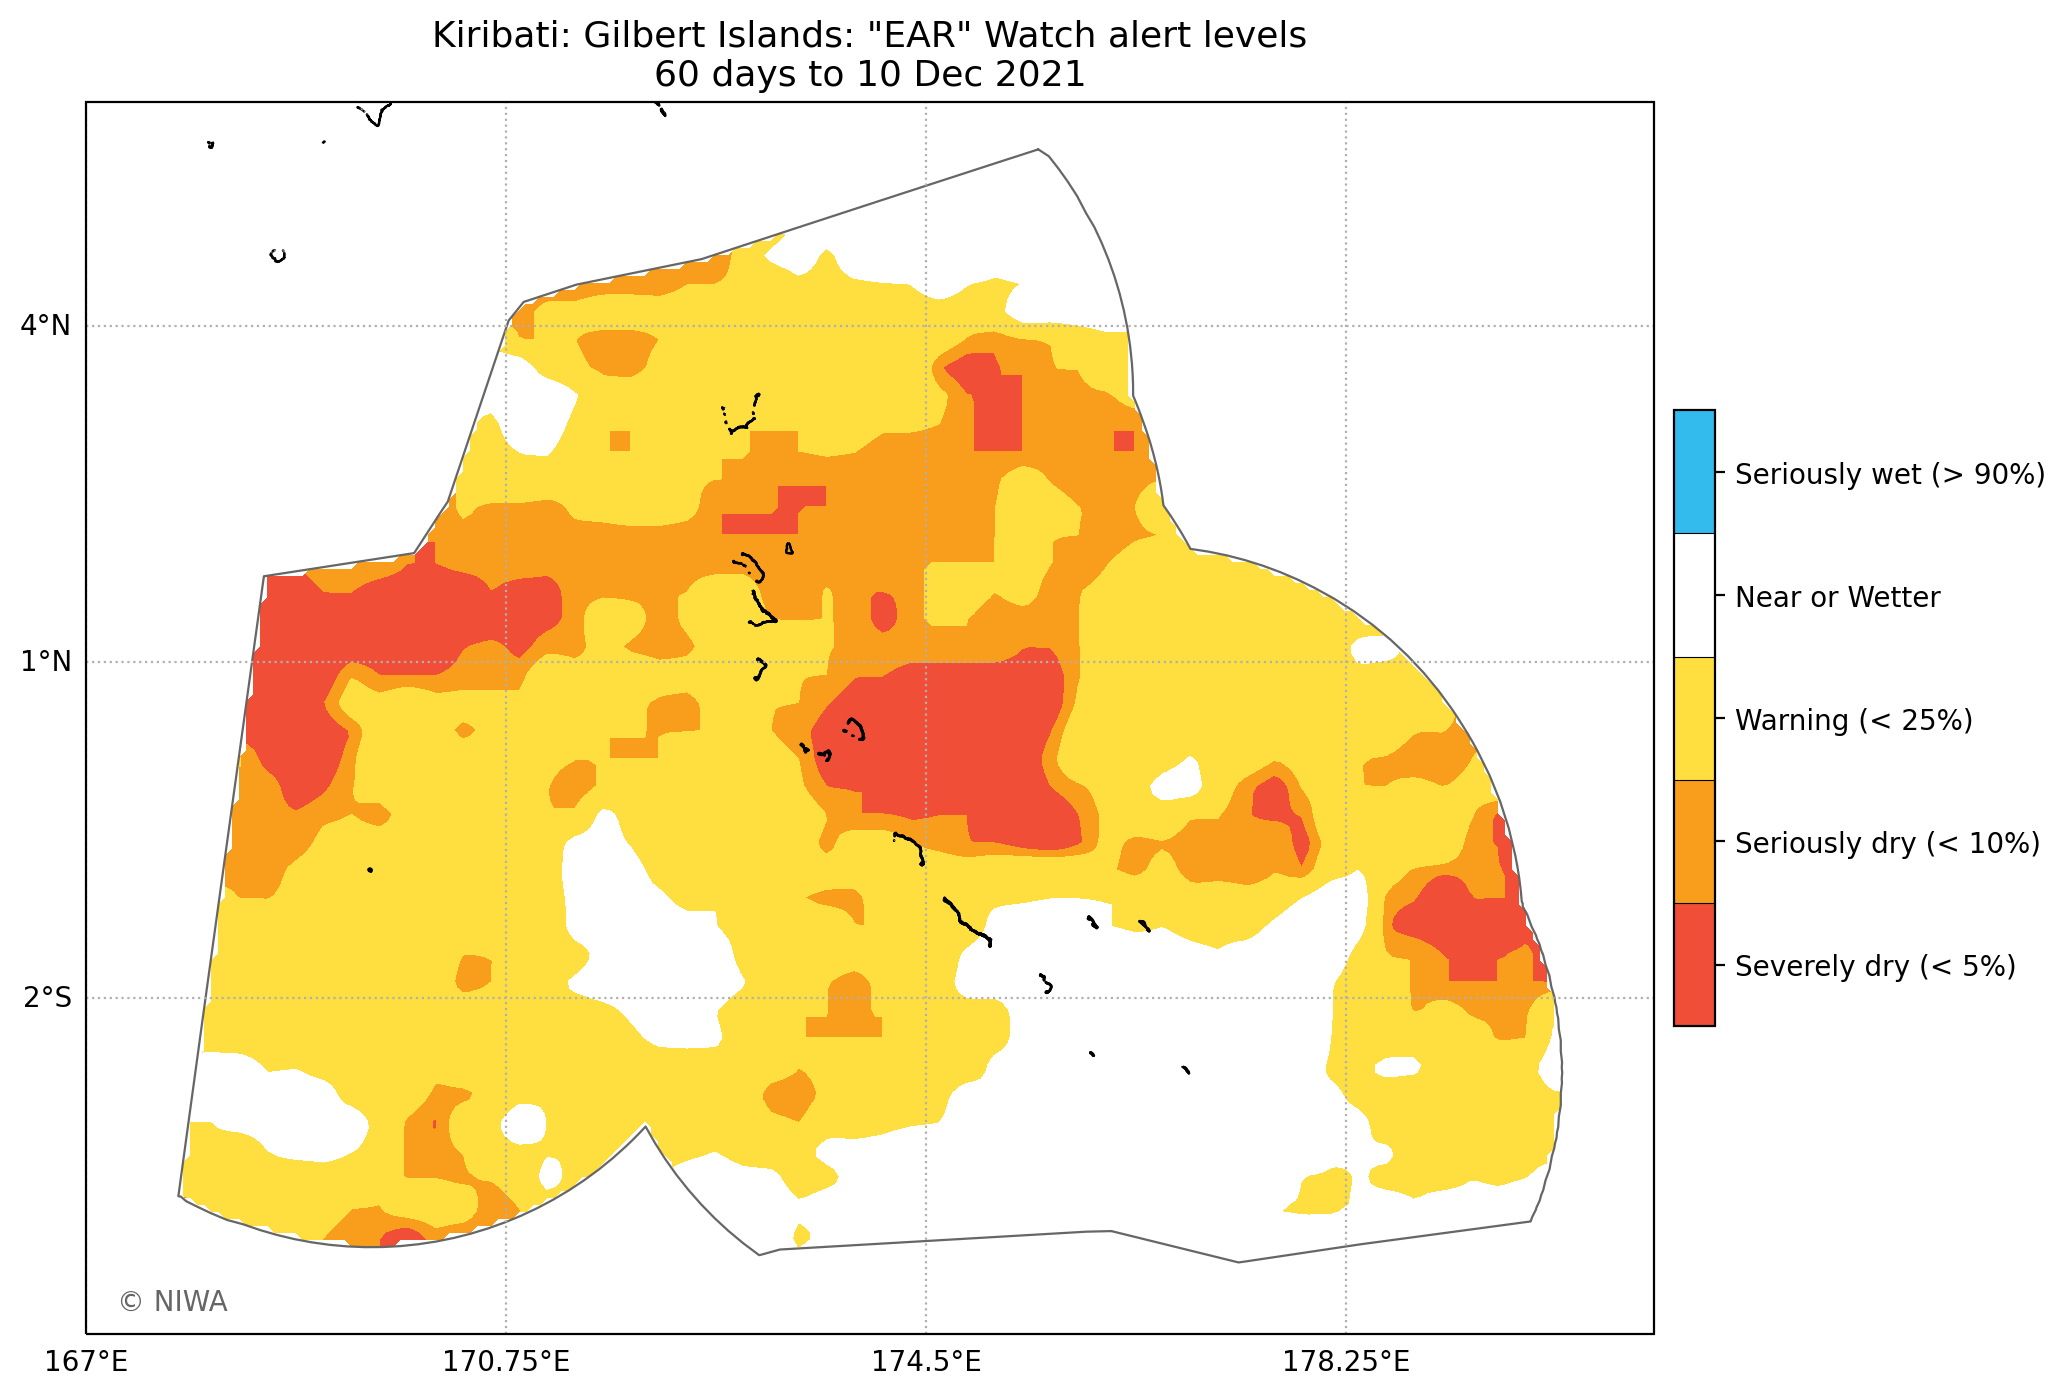 Kiribati: Gilbert Islands: "EAR" Watch alert levels
60 days to 10 Dec 2021
4°N
1°N
2°S
167°E
170.75°E
174.5°E
178.25°E
Seriously wet (> 90%)
Near or Wetter
Warning (< 25%)
Seriously dry (< 10%)
Severely dry (< 5%)
© NIWA